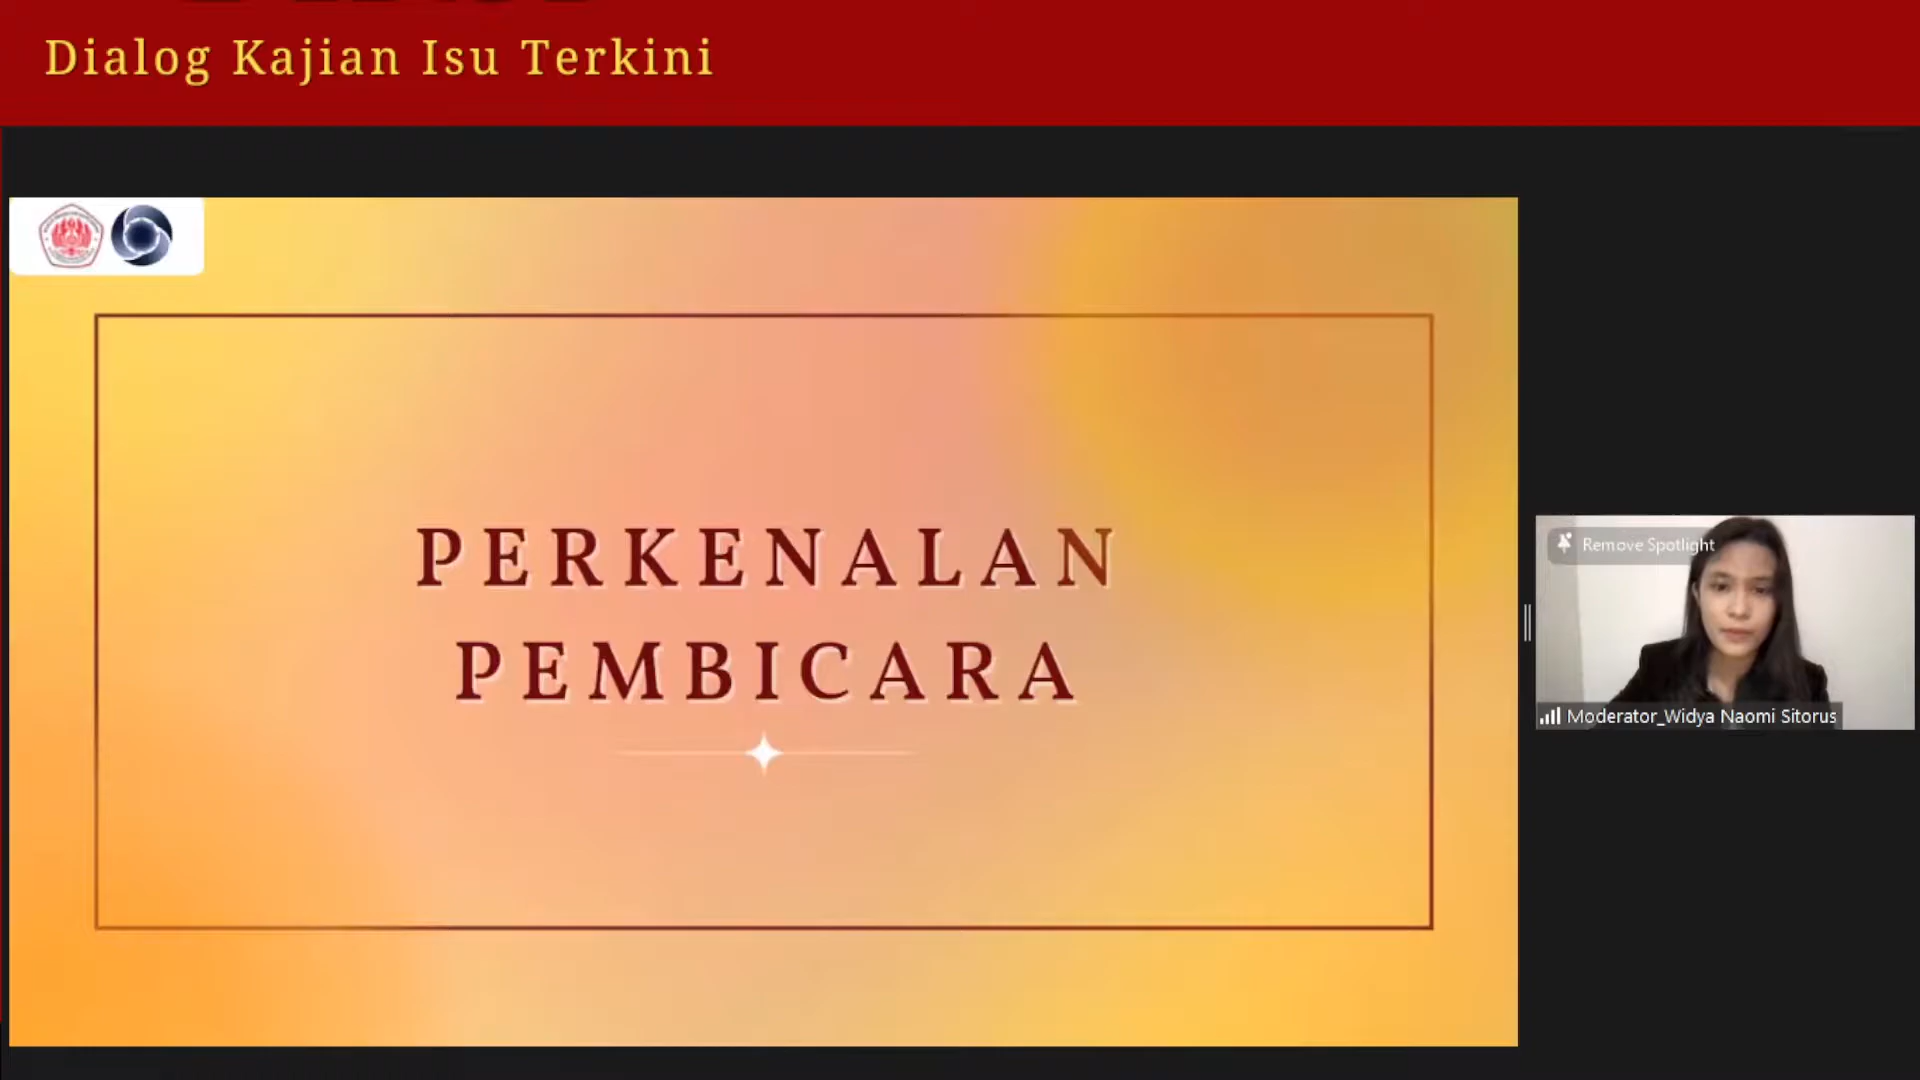 Dialog Kajian Isu Terkini
PERKENALAN
PEMBICARA
Remove Spotlight
Moderator_Widya Naomi Sitorus